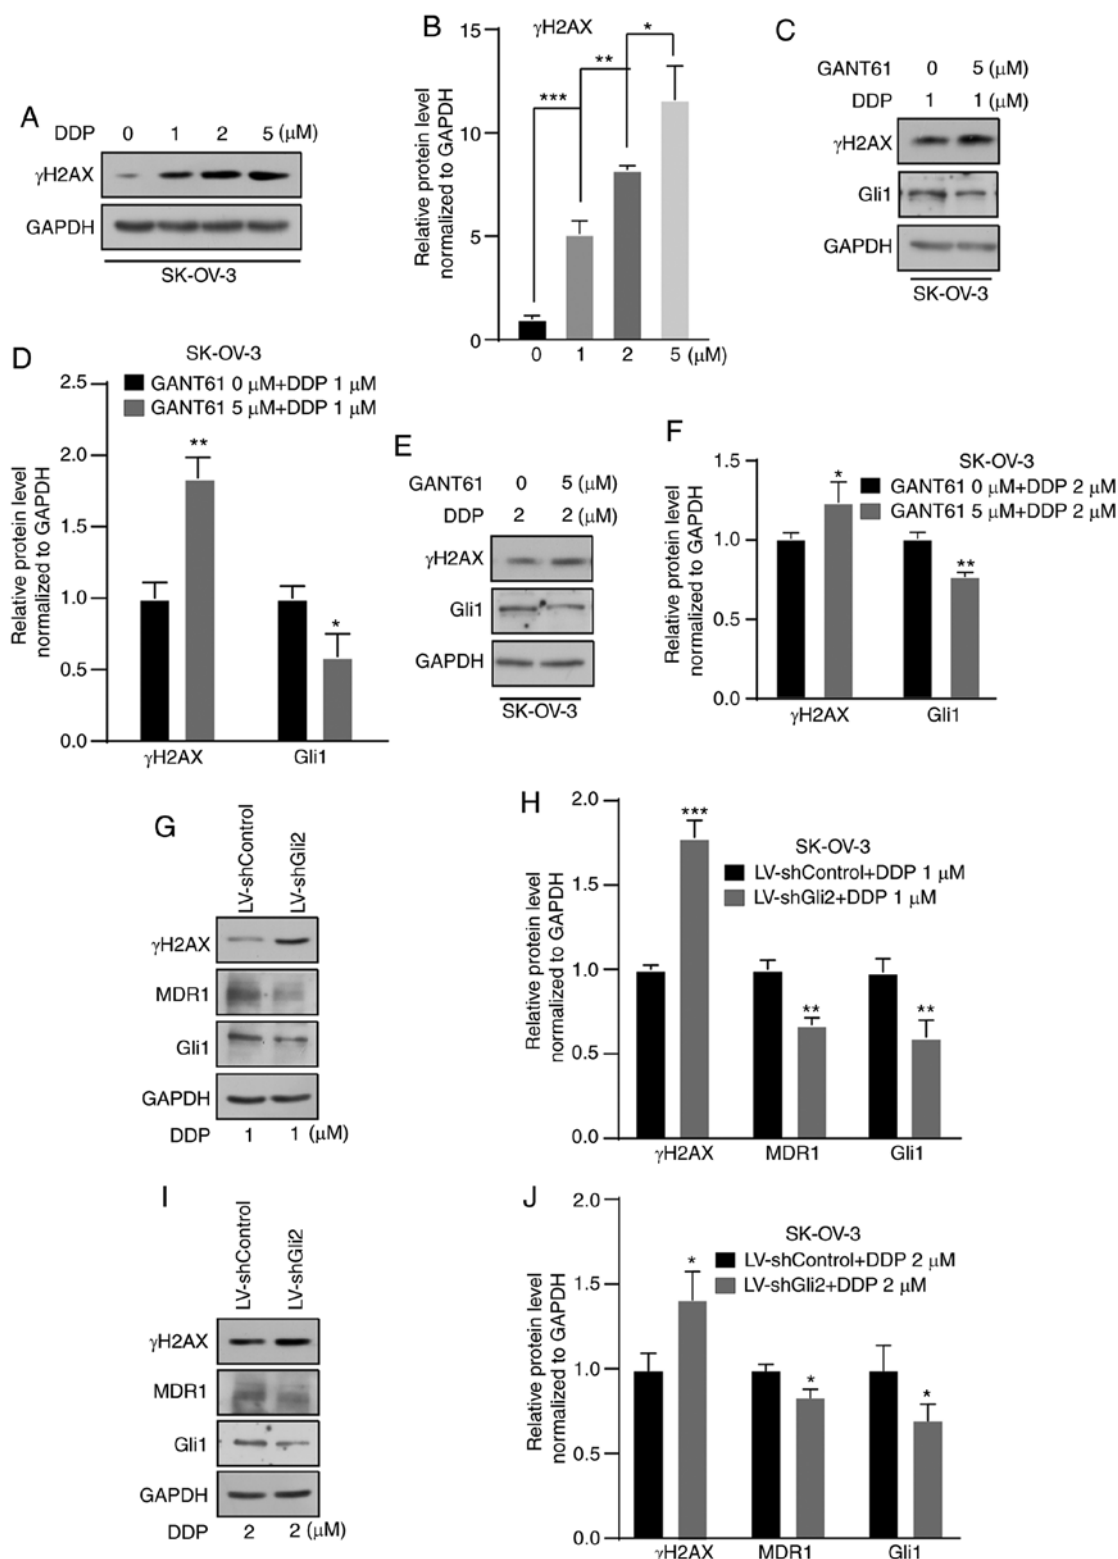 A
DDP 0 1 2 5 (μM)
γH2AX
GAPDH
SK-OV-3
B
γH2AX
Relative protein level
normalized to GAPDH
15
10
5
0
***
**
*
0 1 2 5 (μM)
C
GANT61 0 5 (μM)
DDP 1 1 (μM)
γH2AX
Gli1
GAPDH
SK-OV-3
D
SK-OV-3
GANT61 0 μM+DDP 1 μM
GANT61 5 μM+DDP 1 μM
Relative protein level
normalized to GAPDH
2.5
2.0
1.5
1.0
0.5
0.0
**
*
γH2AX Gli1
E
GANT61 0 5 (μM)
DDP 2 2 (μM)
γH2AX
Gli1
GAPDH
SK-OV-3
F
SK-OV-3
GANT61 0 μM+DDP 2 μM
GANT61 5 μM+DDP 2 μM
Relative protein level
normalized to GAPDH
1.5
1.0
0.5
0.0
*
**
γH2AX Gli1
G
LV-shControl
LV-shGli2
γH2AX
MDR1
Gli1
GAPDH
DDP 1 1 (μM)
H
SK-OV-3
LV-shControl+DDP 1 μM
LV-shGli2+DDP 1 μM
Relative protein level
normalized to GAPDH
2.0
1.5
1.0
0.5
0.0
***
**
**
γH2AX MDR1 Gli1
I
LV-shControl
LV-shGli2
γH2AX
MDR1
Gli1
GAPDH
DDP 2 2 (μM)
J
SK-OV-3
LV-shControl+DDP 2 μM
LV-shGli2+DDP 2 μM
Relative protein level
normalized to GAPDH
2.0
1.5
1.0
0.5
0.0
*
*
*
γH2AX MDR1 Gli1